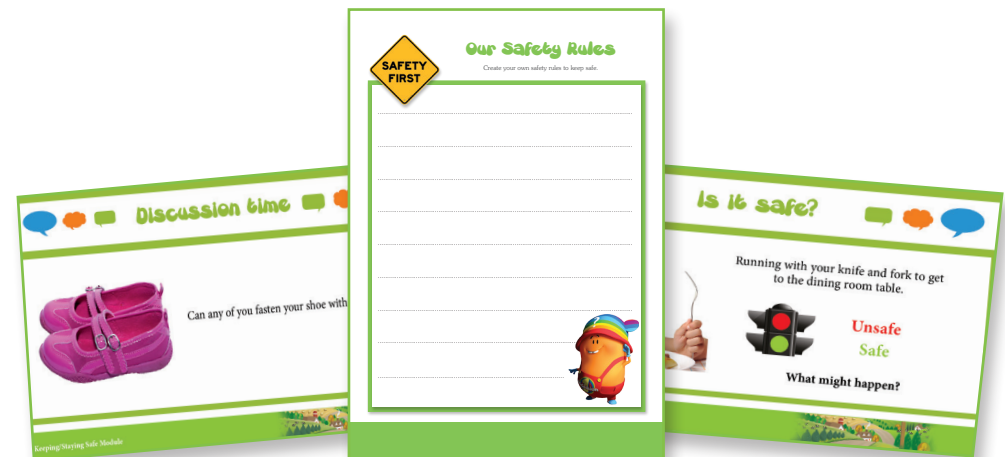 Discussion time
Can any of you fasten your shoe with
Keeping/Staying Safe Module
SAFETY
FIRST
Our Safety Rules
Create your own safety rules to keep safe.
Is it safe?
Running with your knife and fork to get
to the dining room table.
Unsafe
Safe
What might happen?